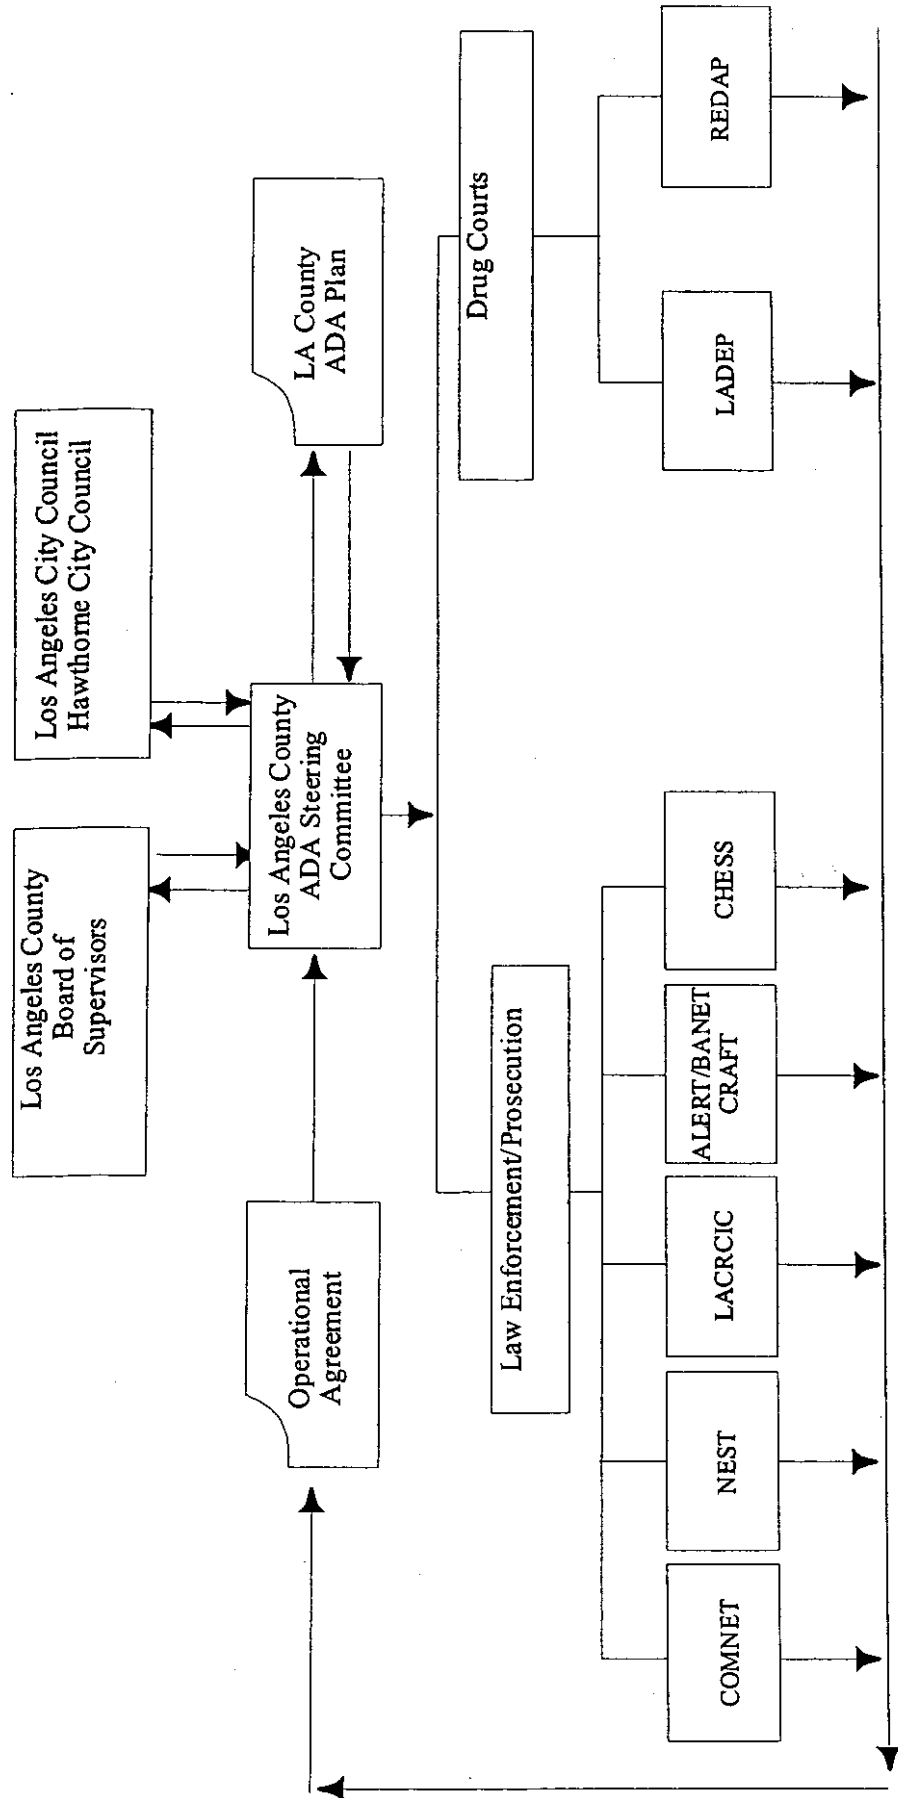 Los Angeles County
Board of
Supervisors
Los Angeles City Council
Hawthorne City Council
Operational
Agreement
Los Angeles County
ADA Steering
Committee
LA County
ADA Plan
Law Enforcement/Prosecution
Drug Courts
COMNET
NEST
LACRCIC
ALERT/BANET
CRAFT
CHESS
LADEP
REDAP